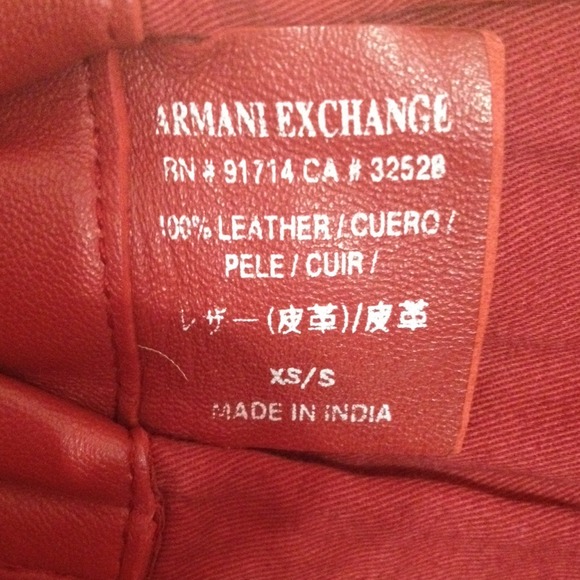 ARMANI EXCHANGE
RN # 91714 CA # 32528
100% LEATHER / CUERO /
PELE / CUIR /
レザー (皮革)/皮革
XS/S
MADE IN INDIA